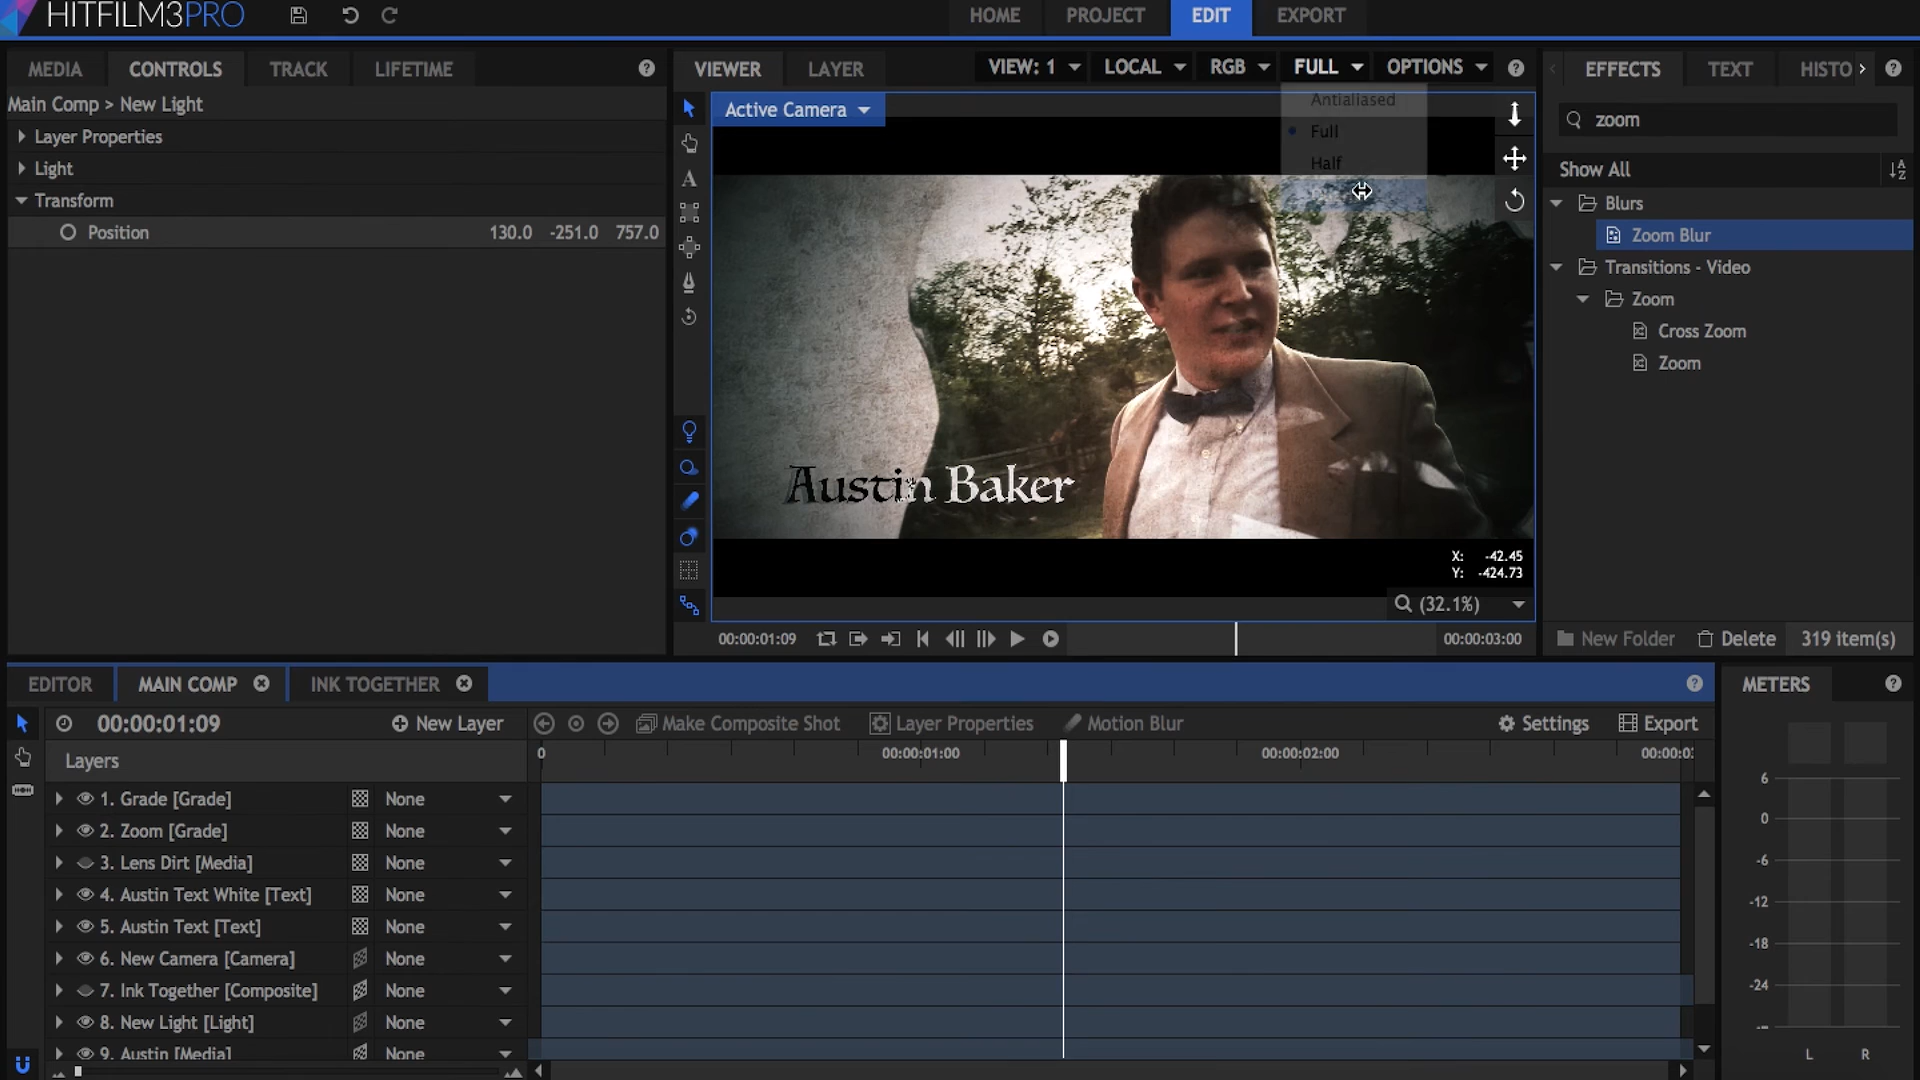 HITFILM3PRO
HOME PROJECT EDIT EXPORT
MEDIA CONTROLS TRACK LIFETIME
VIEWER LAYER
VIEW: 1 LOCAL RGB FULL OPTIONS
EFFECTS TEXT HISTO
Main Comp > New Light
Layer Properties
Light
Transform
Position 130.0 -251.0 757.0
Active Camera
Antialiased
Full
Half
Austin Baker
X: -42.45
Y: -424.73
(32.1%)
00:00:01:09
00:00:03:00
zoom
Show All
Blurs
Zoom Blur
Transitions - Video
Zoom
Cross Zoom
Zoom
New Folder Delete 319 item(s)
EDITOR MAIN COMP INK TOGETHER
00:00:01:09 New Layer
Make Composite Shot Layer Properties Motion Blur Settings Export
Layers
0 00:00:01:00 00:00:02:00 00:00:0
1. Grade [Grade] None
2. Zoom [Grade] None
3. Lens Dirt [Media] None
4. Austin Text White [Text] None
5. Austin Text [Text] None
6. New Camera [Camera] None
7. Ink Together [Composite] None
8. New Light [Light] None
9. Austin [Media] None
METERS
6
0
-6
-12
-18
-24
-∞
L R